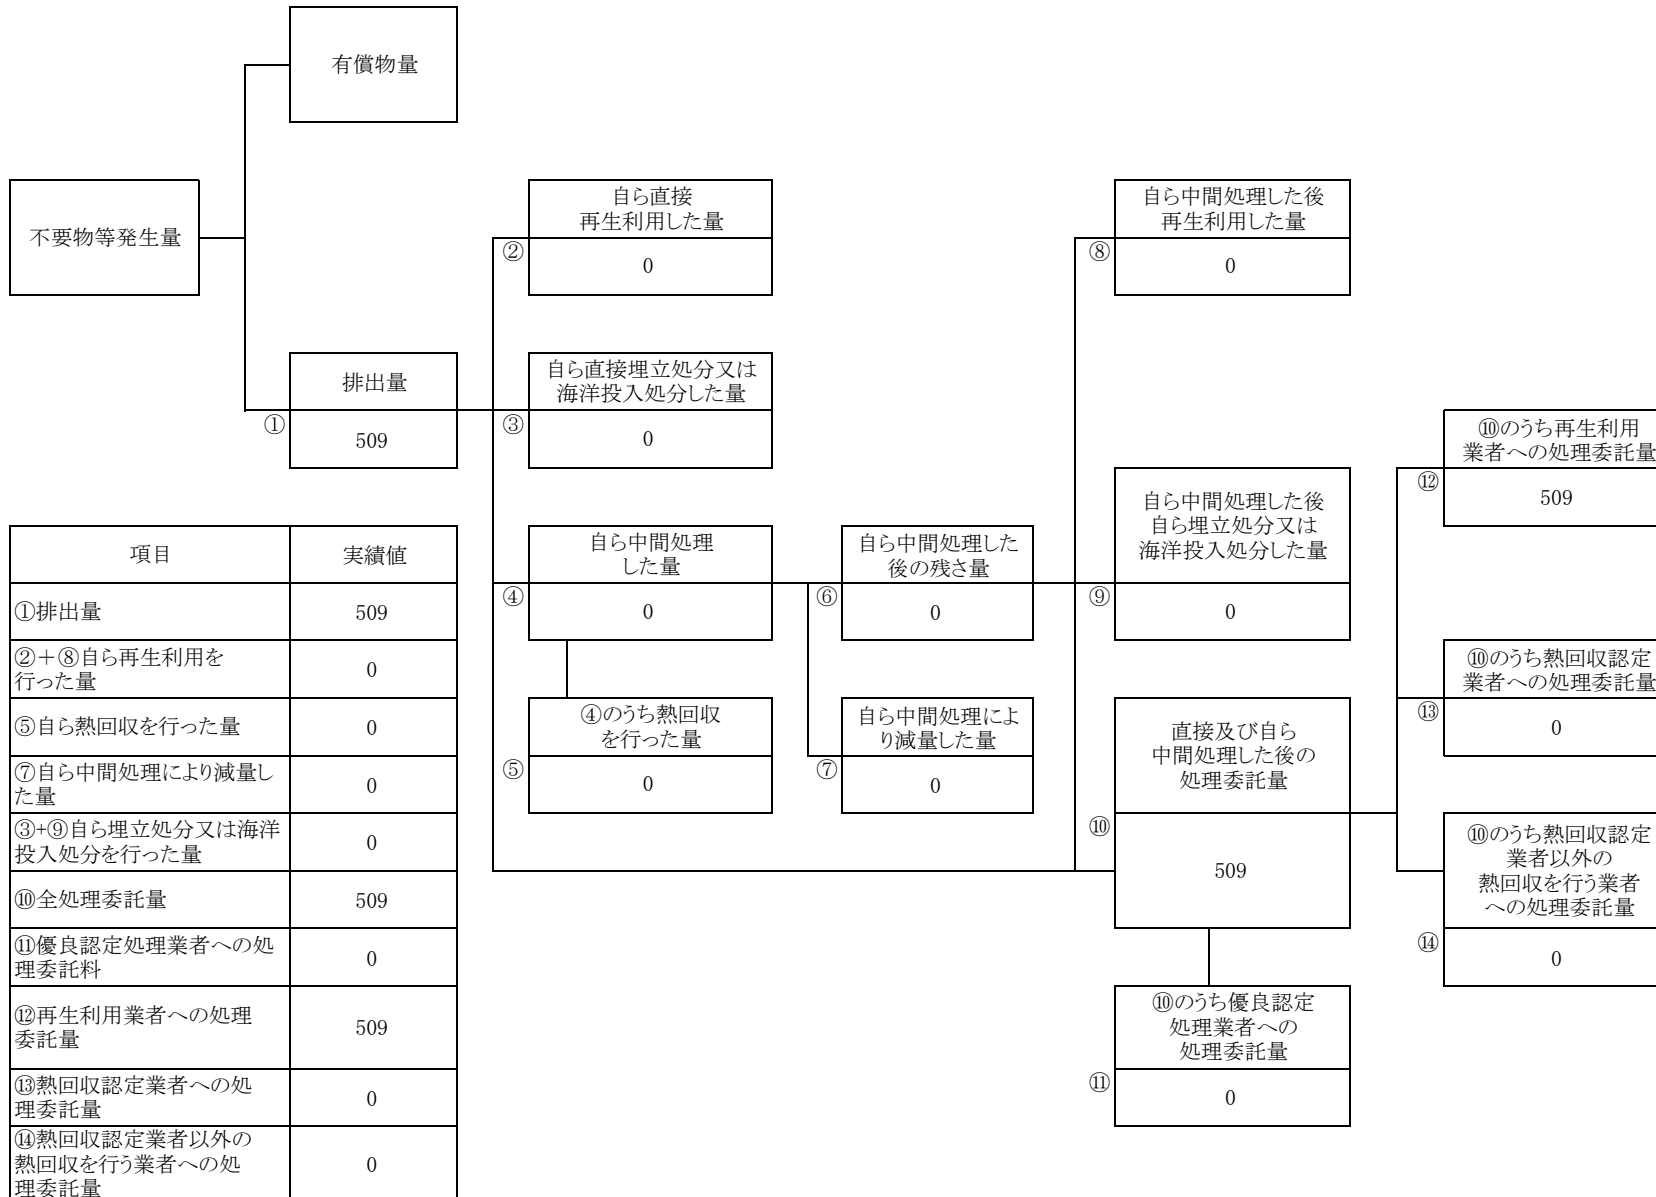 有償物量
不要物等発生量
排出量
①
509
自ら直接
再生利用した量
②
0
自ら直接埋立処分又は
海洋投入処分した量
③
0
自ら中間処理
した量
④
0
④のうち熱回収
を行った量
⑤
0
自ら中間処理した
後の残さ量
⑥
0
自ら中間処理によ
り減量した量
⑦
0
自ら中間処理した後
再生利用した量
⑧
0
自ら中間処理した後
自ら埋立処分又は
海洋投入処分した量
⑨
0
直接及び自ら
中間処理した後の
処理委託量
⑩
509
⑩のうち優良認定
処理業者への
処理委託量
⑪
0
⑩のうち再生利用
業者への処理委託量
⑫
509
⑩のうち熱回収認定
業者への処理委託量
⑬
0
⑩のうち熱回収認定
業者以外の
熱回収を行う業者
への処理委託量
⑭
0
項目 実績値
①排出量 509
②＋⑧自ら再生利用を
行った量 0
⑤自ら熱回収を行った量 0
⑦自ら中間処理により減量し
た量 0
③+⑨自ら埋立処分又は海洋
投入処分を行った量 0
⑩全処理委託量 509
⑪優良認定処理業者への処
理委託料 0
⑫再生利用業者への処理
委託量 509
⑬熱回収認定業者への処
理委託量 0
⑭熱回収認定業者以外の
熱回収を行う業者への処
理委託量 0